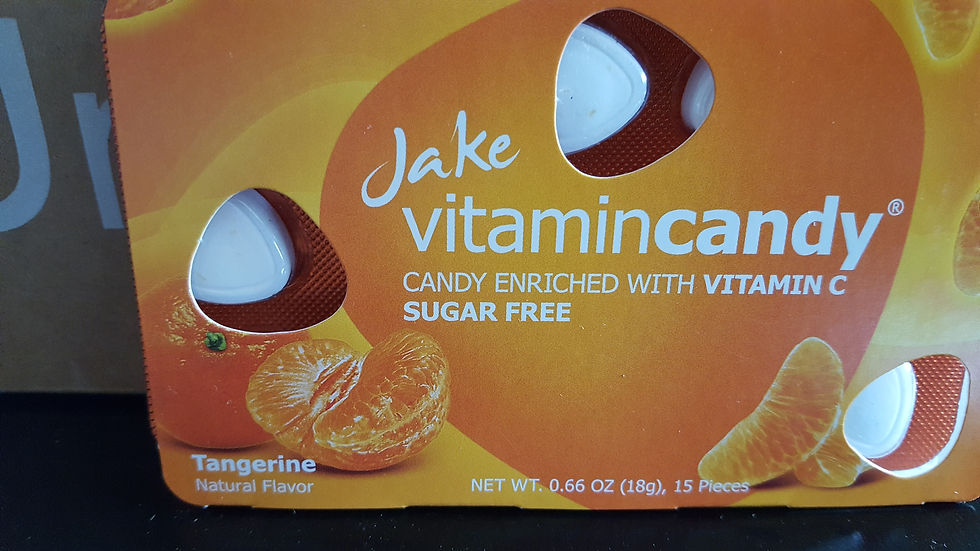 Jake
vitamincandy®
CANDY ENRICHED WITH VITAMIN C
SUGAR FREE
Tangerine
Natural Flavor
NET WT. 0.66 OZ (18g), 15 Pieces